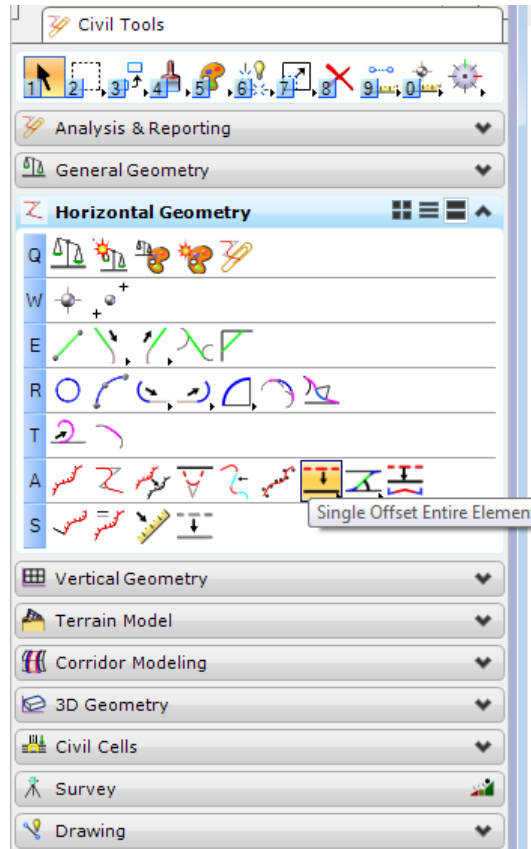 Civil Tools
1 2 3 4 5 6 7 8 9 0
Analysis & Reporting
General Geometry
Horizontal Geometry
Q
W
E
R
T
A
Single Offset Entire Elemen
S
Vertical Geometry
Terrain Model
Corridor Modeling
3D Geometry
Civil Cells
Survey
Drawing